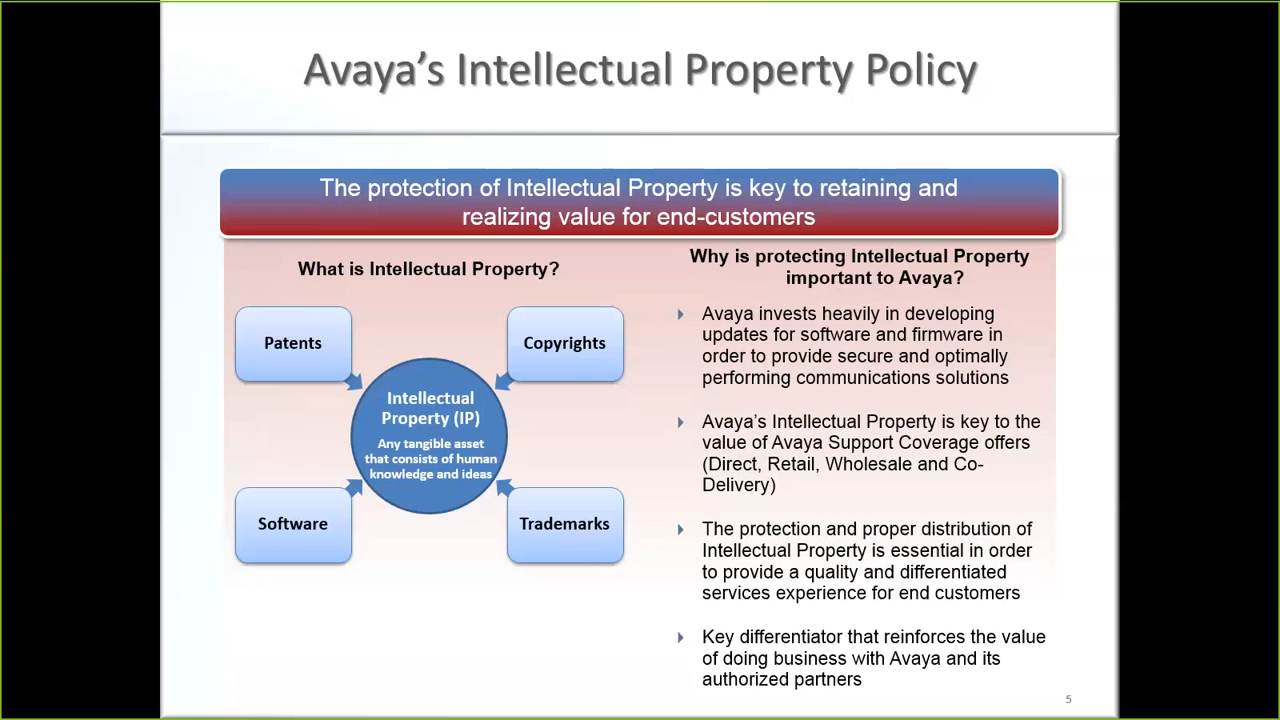 Avaya’s Intellectual Property Policy
The protection of Intellectual Property is key to retaining and
realizing value for end-customers
What is Intellectual Property?
Patents
Copyrights
Intellectual
Property (IP)
Any tangible asset
that consists of human
knowledge and ideas
Software
Trademarks
Why is protecting Intellectual Property
important to Avaya?
Avaya invests heavily in developing
updates for software and firmware in
order to provide secure and optimally
performing communications solutions
Avaya’s Intellectual Property is key to the
value of Avaya Support Coverage offers
(Direct, Retail, Wholesale and Co-
Delivery)
The protection and proper distribution of
Intellectual Property is essential in order
to provide a quality and differentiated
services experience for end customers
Key differentiator that reinforces the value
of doing business with Avaya and its
authorized partners
5